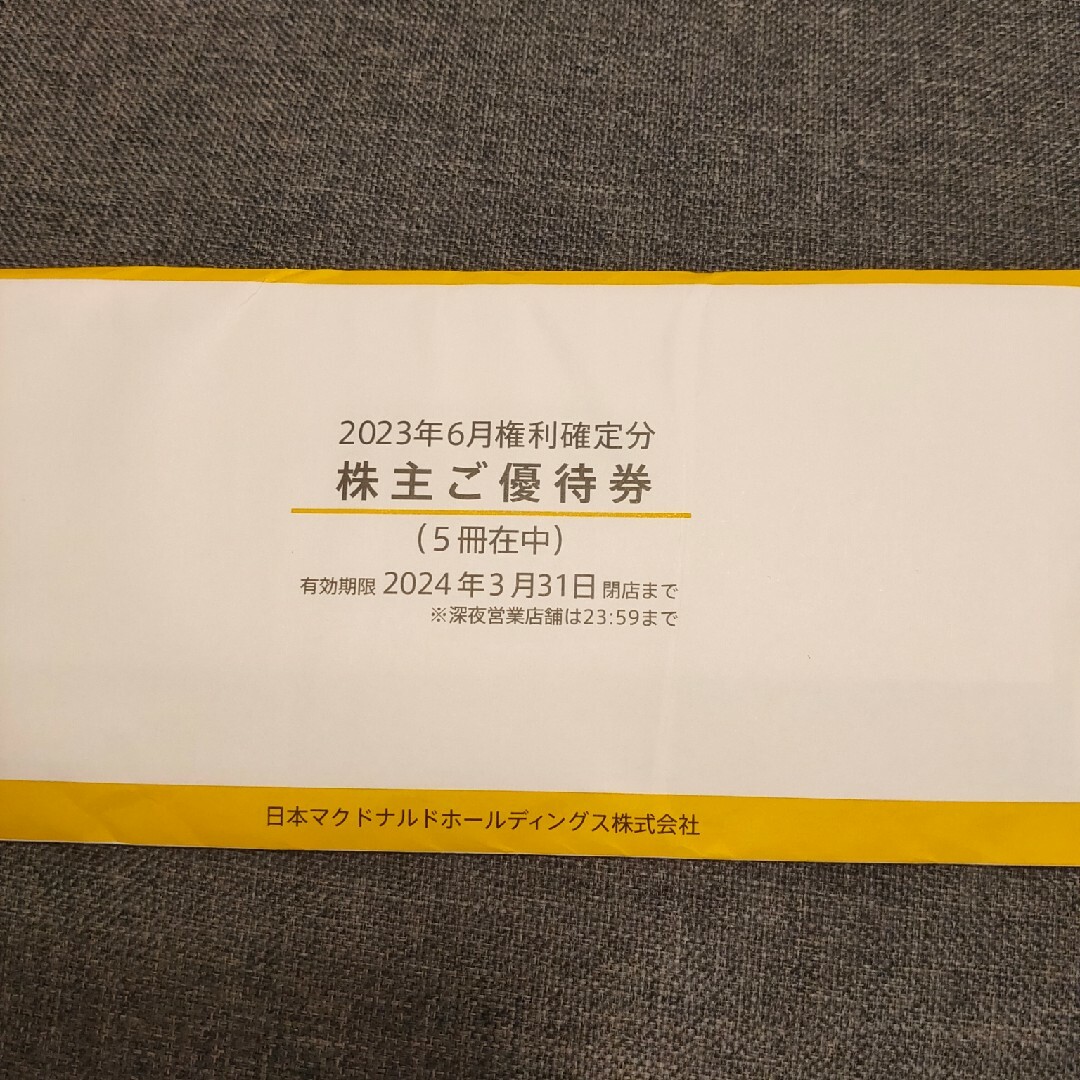 2023年6月権利確定分
株主ご優待券
（5冊在中）
有効期限 2024年3月31日 閉店まで
※深夜営業店舗は23:59まで
日本マクドナルドホールディングス株式会社